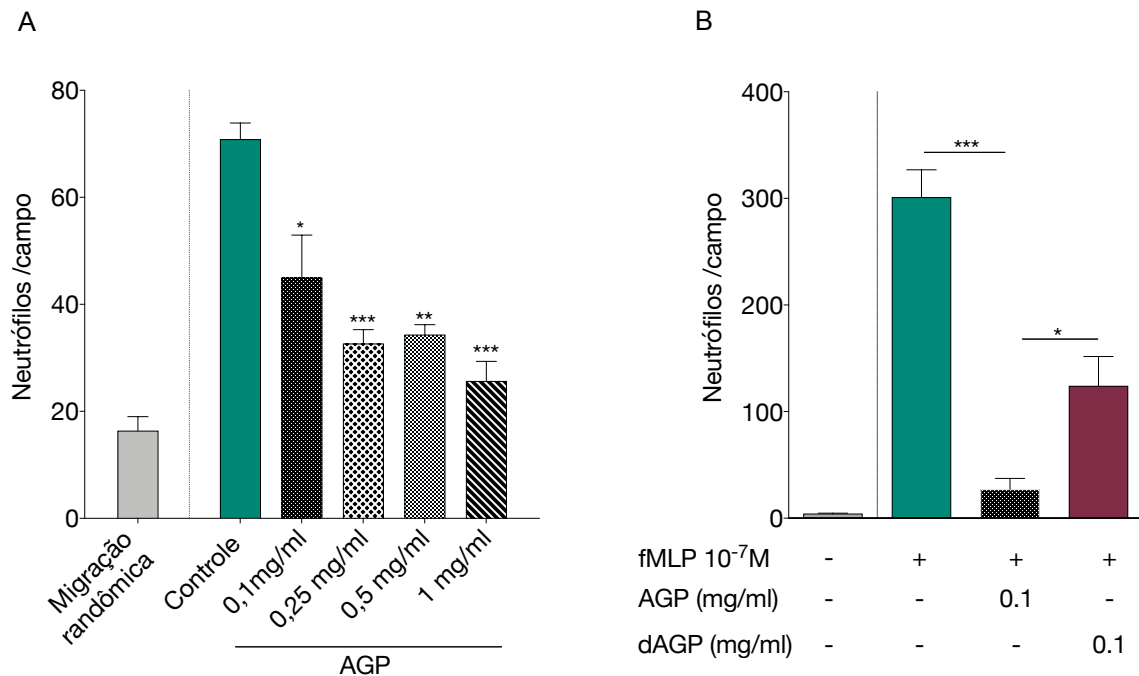 A
80
60
40
20
0
Neutrófilos /campo
*
***
**
***
Migração
randômica
Controle
0,1mg/ml
0,25 mg/ml
0,5 mg/ml
1 mg/ml
AGP
B
400
300
200
100
0
Neutrófilos /campo
***
*
fMLP 10⁻⁷M - + + +
AGP (mg/ml) - - 0.1 -
dAGP (mg/ml) - - - 0.1